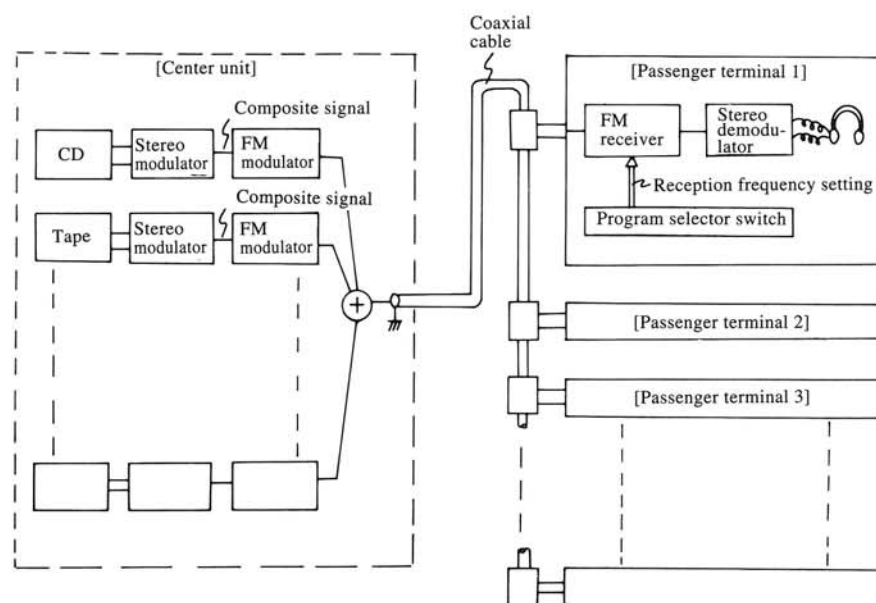 Coaxial
cable
[Center unit]
Composite signal
CD
Stereo
modulator
FM
modulator
Composite signal
Tape
Stereo
modulator
FM
modulator
+
[Passenger terminal 1]
FM
receiver
Stereo
demodu-
lator
Reception frequency setting
Program selector switch
[Passenger terminal 2]
[Passenger terminal 3]